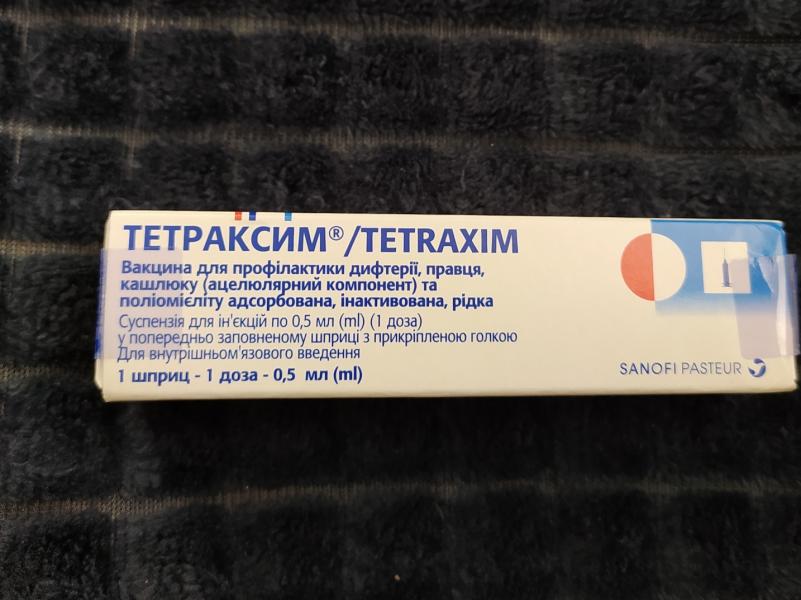 ТЕТРАКСИМ®/TETRAXIM
Вакцина для профілактики дифтерії, правця,
кашлюку (ацелюлярний компонент) та
поліомієліту адсорбована, інактивована, рідка
Суспензія для ін'єкцій по 0,5 мл (ml) (1 доза)
у попередньо заповненому шприці з прикріпленою голкою
Для внутрішньом'язового введення
1 шприц - 1 доза - 0,5 мл (ml)
SANOFI PASTEUR